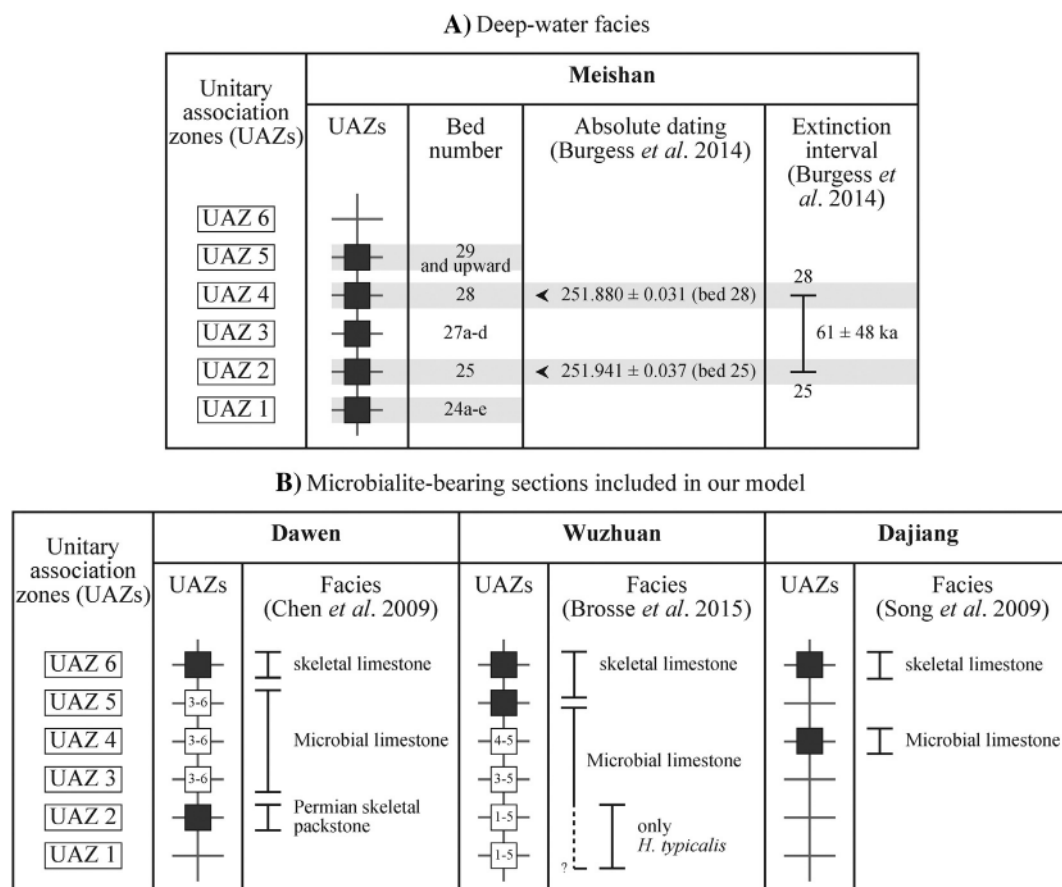 A) Deep-water facies
Unitary
association
zones (UAZs)
Meishan
UAZs
Bed
number
Absolute dating
(Burgess et al. 2014)
Extinction
interval
(Burgess et
al. 2014)
UAZ 6
UAZ 5
29
and upward
UAZ 4
28
251.880 ± 0.031 (bed 28)
28
UAZ 3
27a-d
61 ± 48 ka
UAZ 2
25
251.941 ± 0.037 (bed 25)
25
UAZ 1
24a-e
B) Microbialite-bearing sections included in our model
Unitary
association
zones (UAZs)
Dawen
Wuzhuan
Dajiang
UAZs
Facies
(Chen et al. 2009)
UAZs
Facies
(Brosse et al. 2015)
UAZs
Facies
(Song et al. 2009)
UAZ 6
skeletal limestone
skeletal limestone
skeletal limestone
UAZ 5
3-6
UAZ 4
3-6
Microbial limestone
4-5
Microbial limestone
Microbial limestone
UAZ 3
3-6
3-5
UAZ 2
Permian skeletal
packstone
1-5
only
H. typicalis
UAZ 1
1-5
?